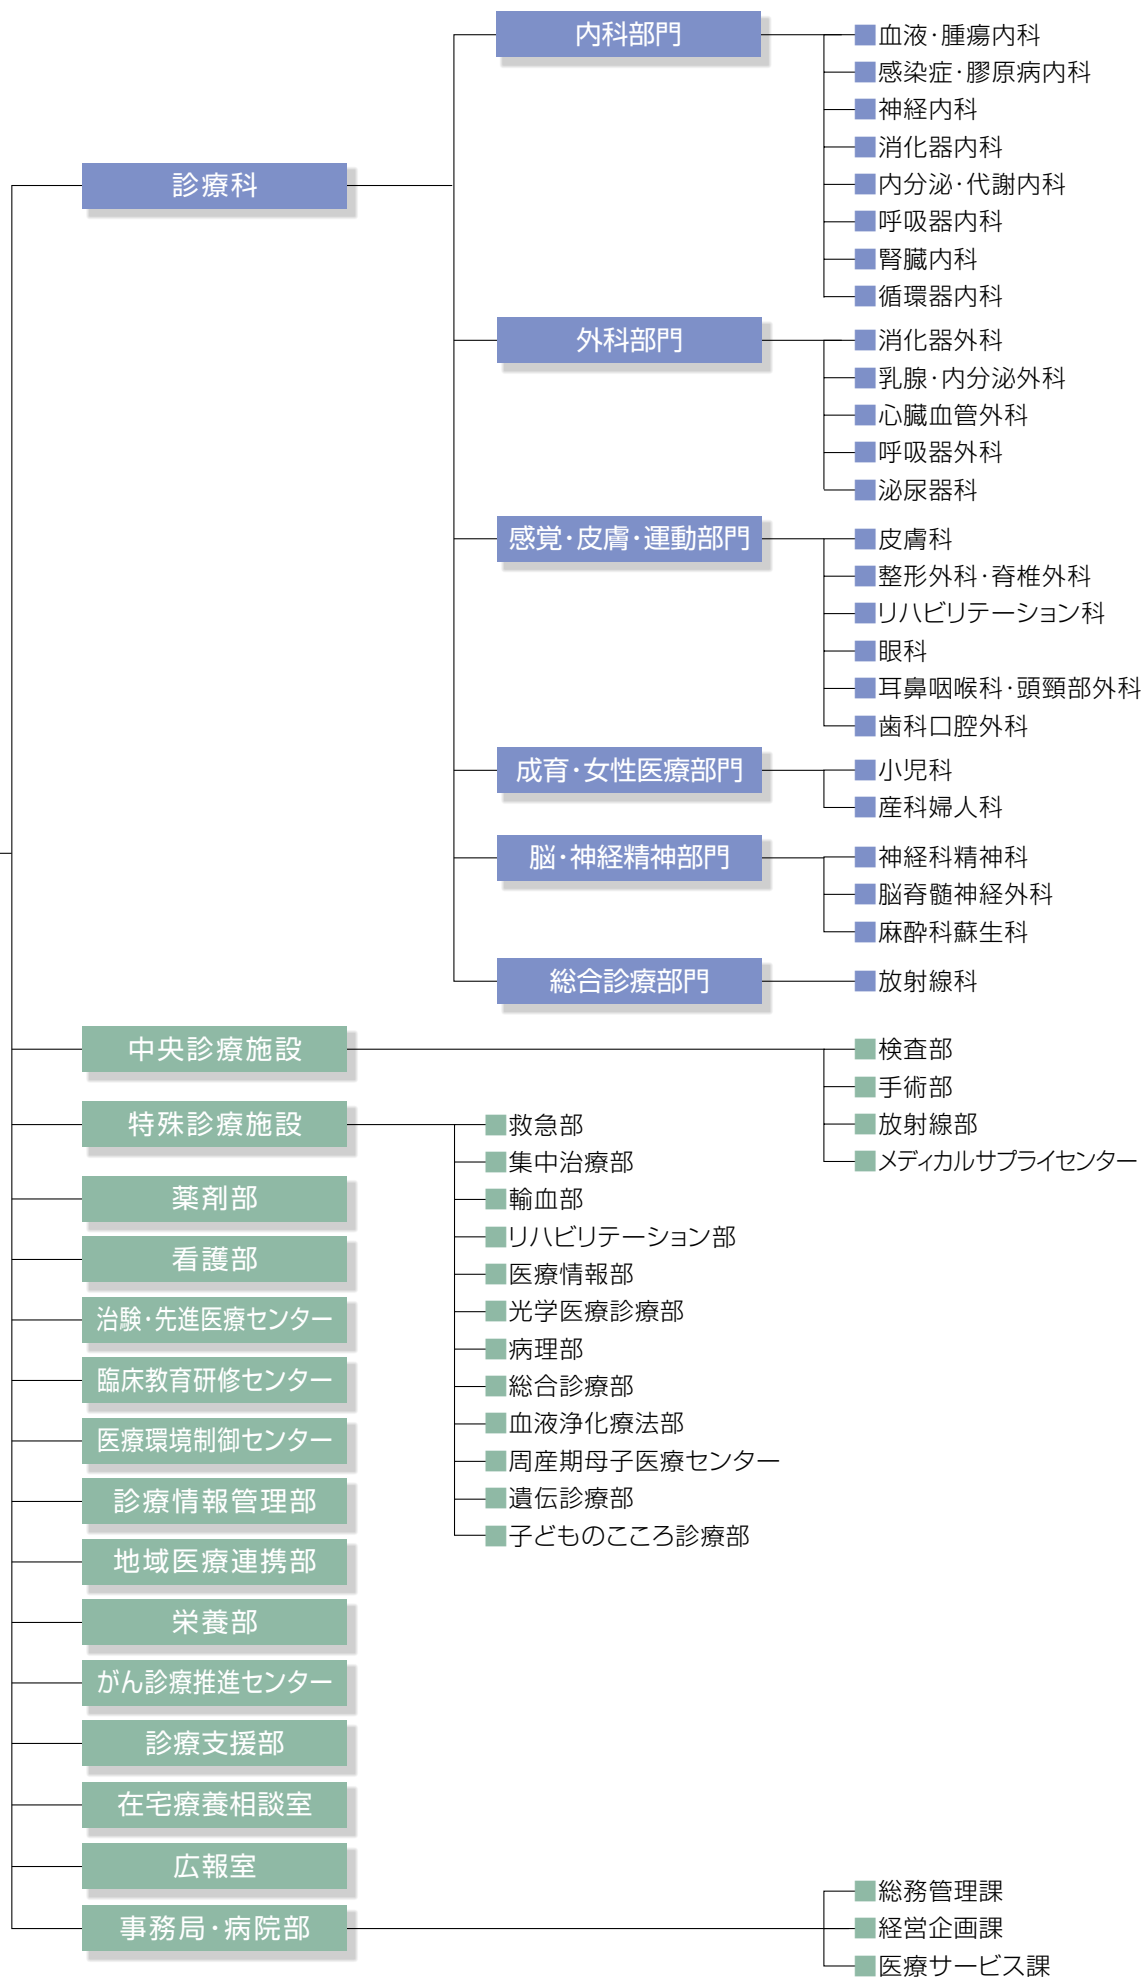 診療科
内科部門
血液・腫瘍内科
感染症・膠原病内科
神経内科
消化器内科
内分泌・代謝内科
呼吸器内科
腎臓内科
循環器内科
外科部門
消化器外科
乳腺・内分泌外科
心臓血管外科
呼吸器外科
泌尿器科
感覚・皮膚・運動部門
皮膚科
整形外科・脊椎外科
リハビリテーション科
眼科
耳鼻咽喉科・頭頸部外科
歯科口腔外科
成育・女性医療部門
小児科
産科婦人科
脳・神経精神部門
神経科精神科
脳脊髄神経外科
麻酔科蘇生科
総合診療部門
放射線科
中央診療施設
検査部
手術部
放射線部
メディカルサプライセンター
特殊診療施設
救急部
集中治療部
輸血部
リハビリテーション部
医療情報部
光学医療診療部
病理部
総合診療部
血液浄化療法部
周産期母子医療センター
遺伝診療部
子どものこころ診療部
薬剤部
看護部
治験・先進医療センター
臨床教育研修センター
医療環境制御センター
診療情報管理部
地域医療連携部
栄養部
がん診療推進センター
診療支援部
在宅療養相談室
広報室
事務局・病院部
総務管理課
経営企画課
医療サービス課